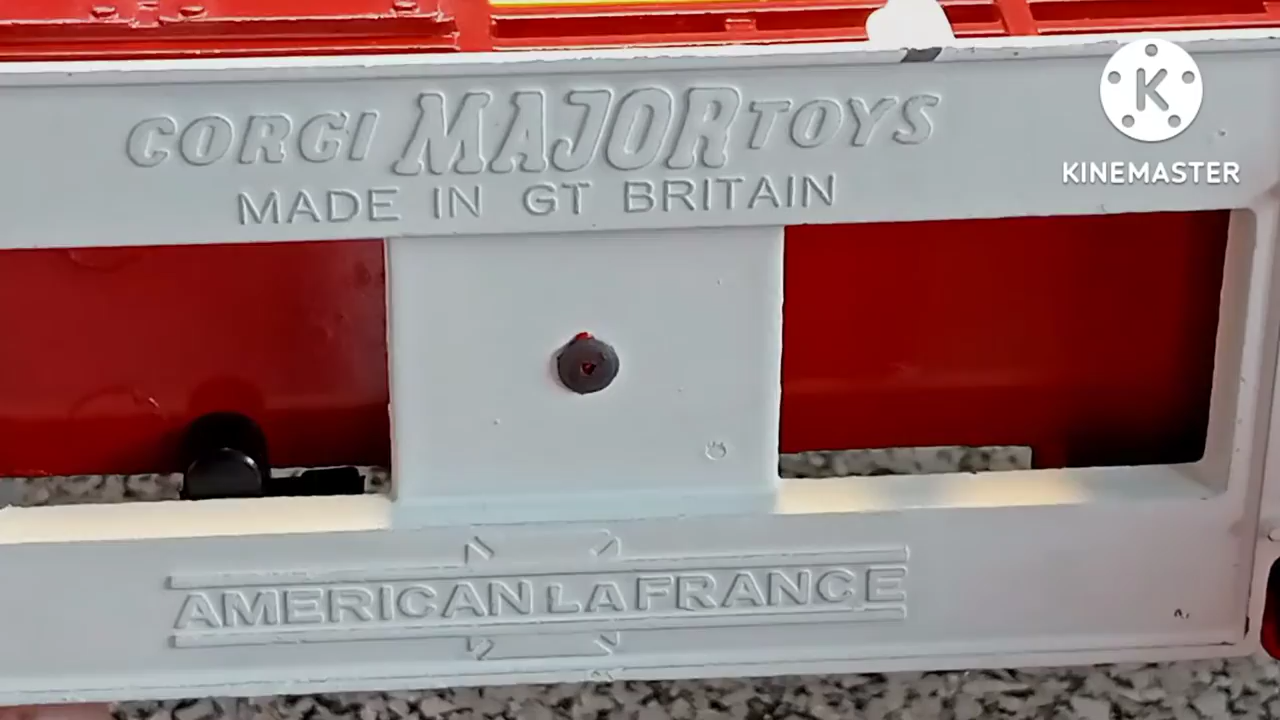 CORGI MAJOR TOYS
MADE IN GT BRITAIN
K
KINEMASTER
AMERICAN LAFRANCE